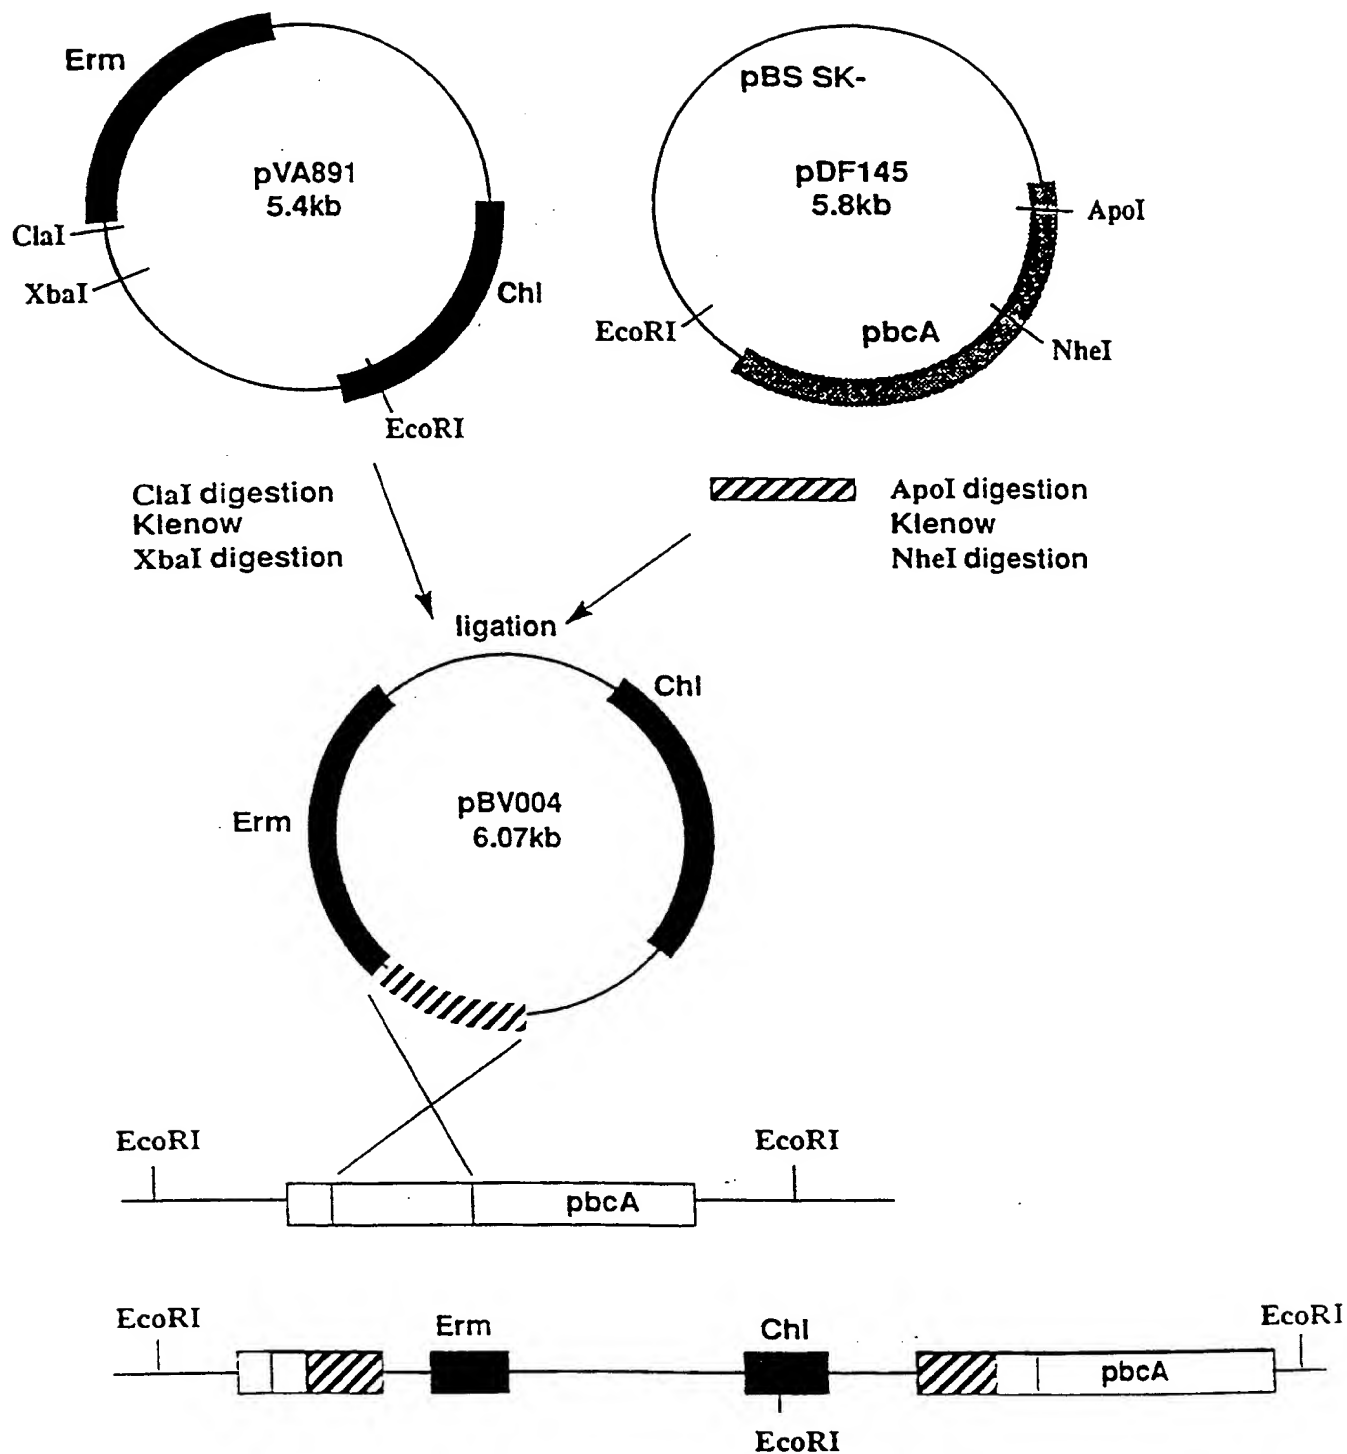 Erm
pVA891
5.4kb
ClaI
XbaI
Chl
EcoRI
pBS SK-
pDF145
5.8kb
ApoI
EcoRI
pbcA
NheI
ClaI digestion
Klenow
XbaI digestion
ApoI digestion
Klenow
NheI digestion
ligation
Chl
Erm
pBV004
6.07kb
EcoRI
EcoRI
pbcA
EcoRI
Erm
Chl
EcoRI
pbcA
EcoRI